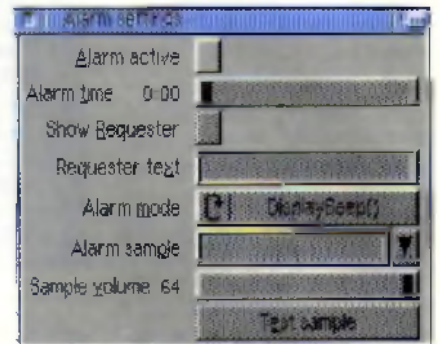 Alarm settings
Alarm active
Alarm time 0:00
Show Requester
Requester text
Alarm mode DisplayBeep()
Alarm sample
Sample volume 64
Test sample